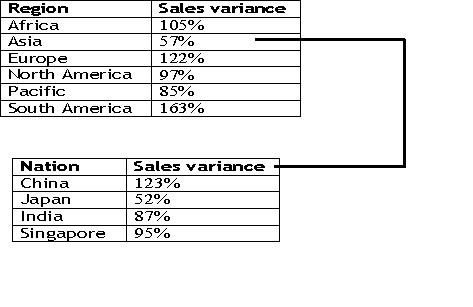 Region Sales variance
Africa 105%
Asia 57%
Europe 122%
North America 97%
Pacific 85%
South America 163%
Nation Sales variance
China 123%
Japan 52%
India 87%
Singapore 95%